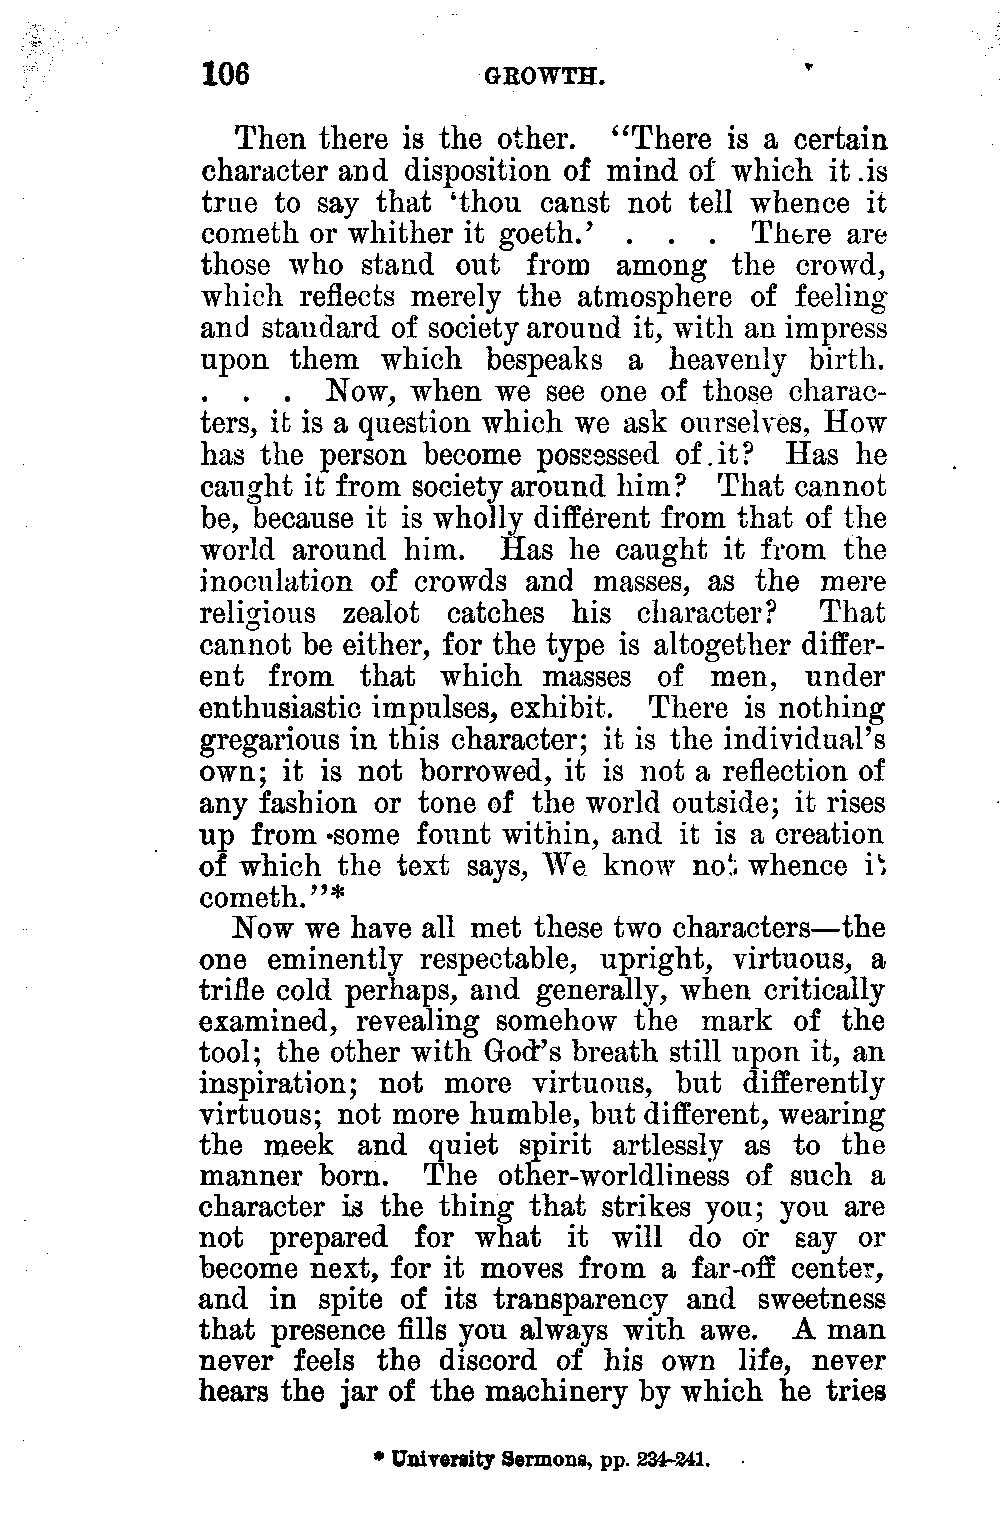 106 GROWTH.
Then there is the other. “There is a certain
character and disposition of mind of which it is
true to say that ‘thou canst not tell whence it
cometh or whither it goeth.’ . . . There are
those who stand out from among the crowd,
which reflects merely the atmosphere of feeling
and standard of society around it, with an impress
upon them which bespeaks a heavenly birth.
. . . Now, when we see one of those charac-
ters, it is a question which we ask ourselves, How
has the person become possessed of it? Has he
caught it from society around him? That cannot
be, because it is wholly different from that of the
world around him. Has he caught it from the
inoculation of crowds and masses, as the mere
religious zealot catches his character? That
cannot be either, for the type is altogether differ-
ent from that which masses of men, under
enthusiastic impulses, exhibit. There is nothing
gregarious in this character; it is the individual’s
own; it is not borrowed, it is not a reflection of
any fashion or tone of the world outside; it rises
up from some fount within, and it is a creation
of which the text says, We know not whence it
cometh.”*
Now we have all met these two characters—the
one eminently respectable, upright, virtuous, a
trifle cold perhaps, and generally, when critically
examined, revealing somehow the mark of the
tool; the other with God’s breath still upon it, an
inspiration; not more virtuous, but differently
virtuous; not more humble, but different, wearing
the meek and quiet spirit artlessly as to the
manner born. The other-worldliness of such a
character is the thing that strikes you; you are
not prepared for what it will do or say or
become next, for it moves from a far-off center,
and in spite of its transparency and sweetness
that presence fills you always with awe. A man
never feels the discord of his own life, never
hears the jar of the machinery by which he tries
* University Sermons, pp. 234-241.